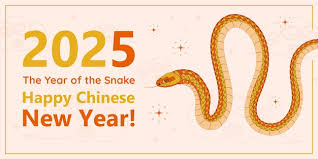 2025
The Year of the Snake
Happy Chinese
New Year!